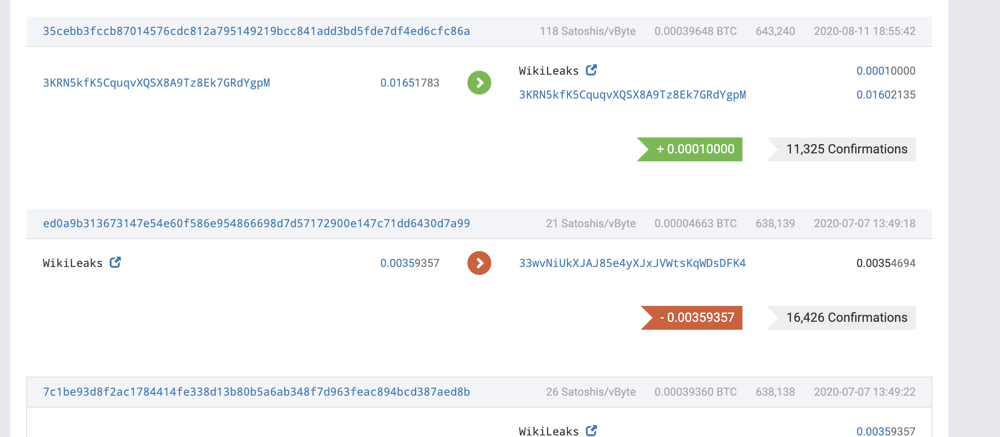 35cebb3fccb87014576cdc812a795149219bcc841add3bd5fde7df4ed6cfc86a 118 Satoshis/vByte 0.00039648 BTC 643,240 2020-08-11 18:55:42
3KRN5kfK5CquqvXQSX8A9Tz8Ek7GRdYgpM 0.01651783
WikiLeaks 0.00010000
3KRN5kfK5CquqvXQSX8A9Tz8Ek7GRdYgpM 0.01602135
+ 0.00010000 11,325 Confirmations
ed0a9b313673147e54e60f586e954866698d7d57172900e147c71dd6430d7a99 21 Satoshis/vByte 0.00004663 BTC 638,139 2020-07-07 13:49:18
WikiLeaks 0.00359357 33wvNiUkXJAJ85e4yXJxJVWtsKqWDsDFK4 0.00354694
- 0.00359357 16,426 Confirmations
7c1be93d8f2ac1784414fe338d13b80b5a6ab348f7d963feac894bcd387aed8b 26 Satoshis/vByte 0.00039360 BTC 638,138 2020-07-07 13:49:22
WikiLeaks 0.00359357